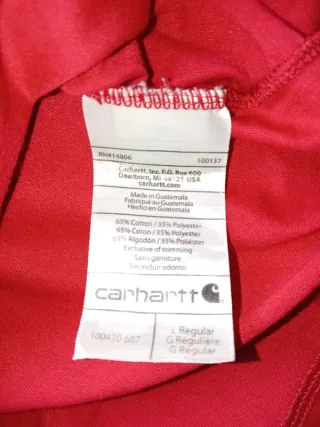 RN#14806 100137
Carhartt, Inc. P.O. Box 600
Dearborn, MI 48121 USA
carhartt.com
Made in Guatemala
Fabriqué au Guatemala
Hecho en Guatemala
65% Cotton / 35% Polyester
65% Coton / 35% Polyester
65% Algodón / 35% Poliéster
Exclusive of trimming
Sans garniture
Sin incluir adorno
carhartt
100410 607 L Regular
G Régulière
G Regular